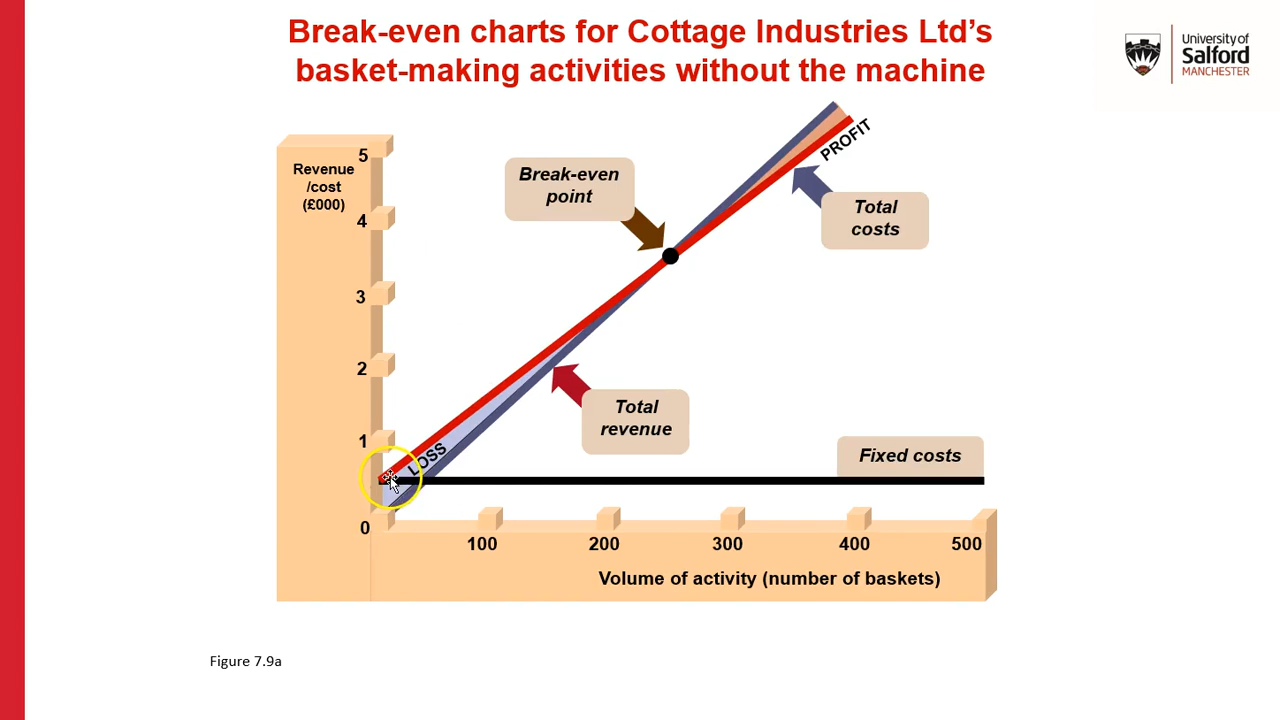 Break-even charts for Cottage Industries Ltd's
basket-making activities without the machine
University of
Salford
MANCHESTER
5
Revenue
/cost
(£000)
4
3
2
1
0
Break-even
point
PROFIT
Total
costs
Total
revenue
LOSS
Fixed costs
100 200 300 400 500
Volume of activity (number of baskets)
Figure 7.9a